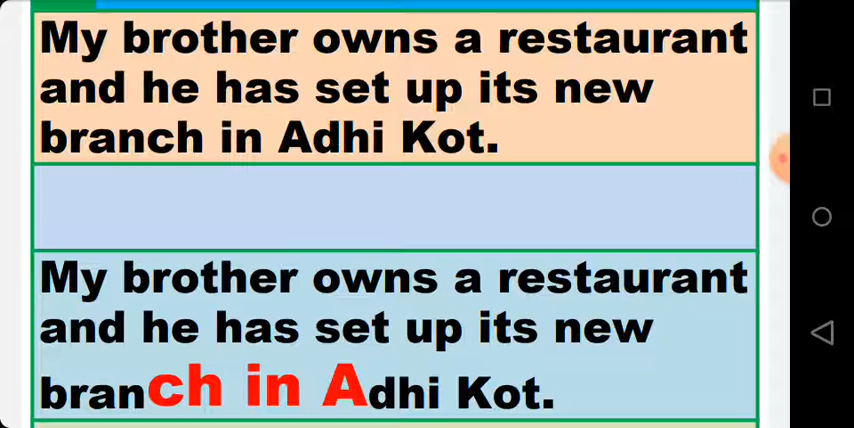 My brother owns a restaurant
and he has set up its new
branch in Adhi Kot.
My brother owns a restaurant
and he has set up its new
branch in Adhi Kot.